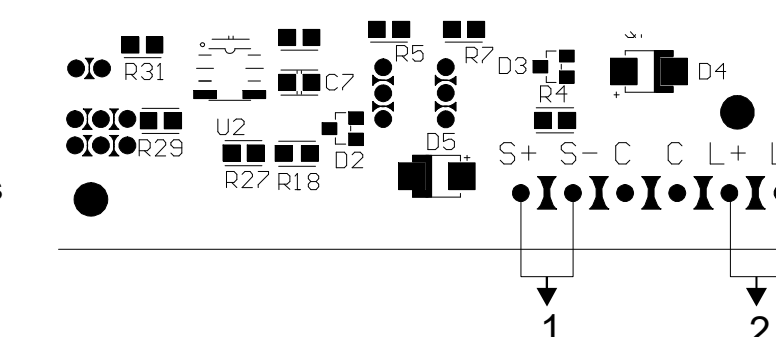 R5 R7
R31 C7 D3 D4
R4
U2 D5
R29 D2
R27 R18
S+ S- C C L+
1 2